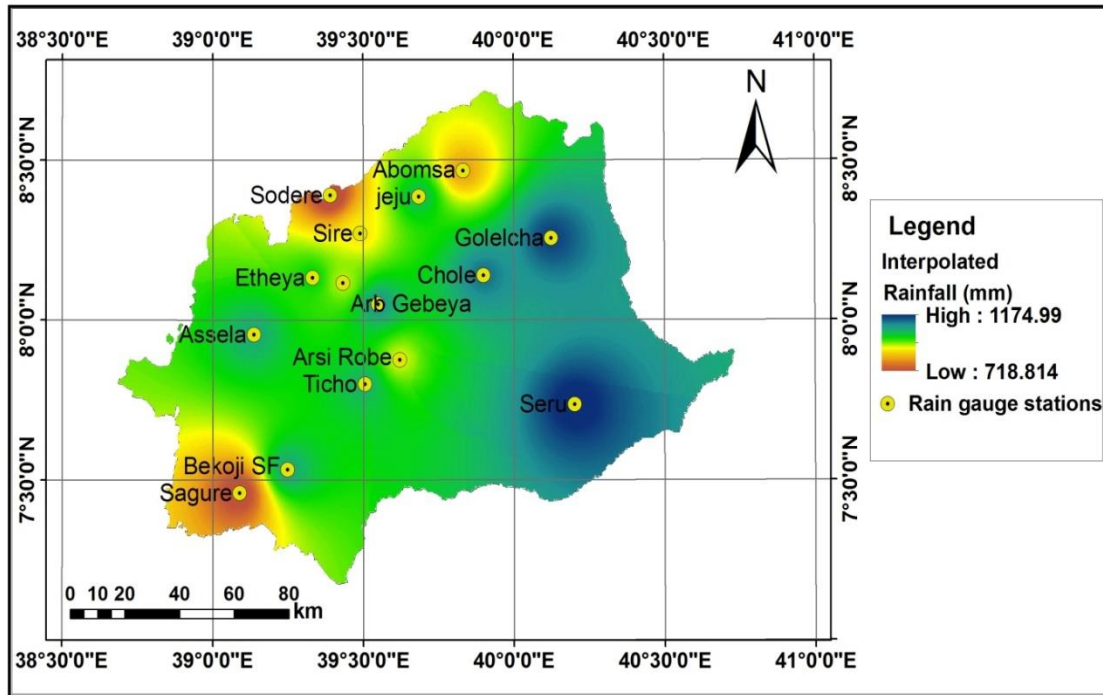 38°30'0"E 39°0'0"E 39°30'0"E 40°0'0"E 40°30'0"E 41°0'0"E
N
8°30'0"N 8°30'0"N
Abomsa
jeju
Sodere
Sire
Golelcha
Etheya
Chole
Arb Gebeya
8°0'0"N 8°0'0"N
Assela
Arsi Robe
Ticho
Seru
Bekoji SF
7°30'0"N 7°30'0"N
Sagure
0 10 20 40 60 80
km
38°30'0"E 39°0'0"E 39°30'0"E 40°0'0"E 40°30'0"E 41°0'0"E
Legend
Interpolated
Rainfall (mm)
High : 1174.99
Low : 718.814
Rain gauge stations